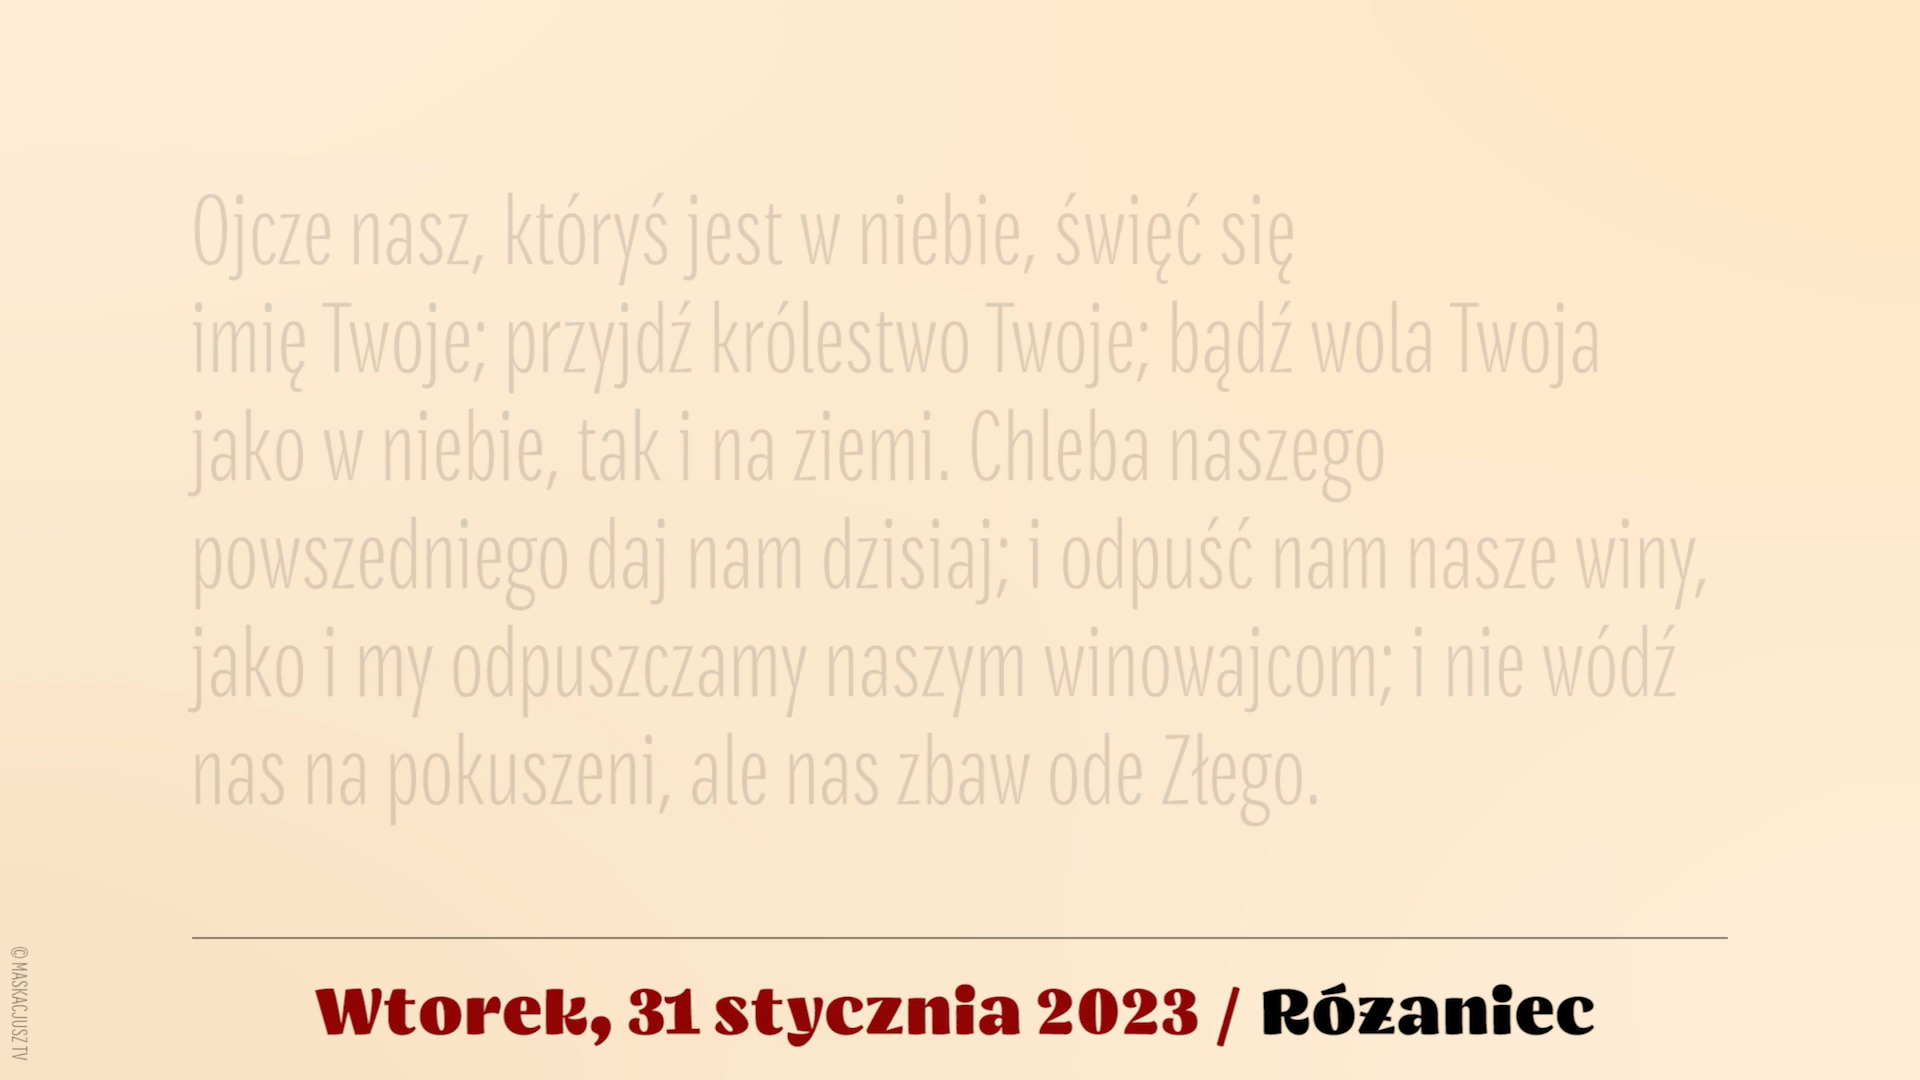 Ojcze nasz, któryś jest w niebie, święć się
imię Twoje; przyjdź królestwo Twoje; bądź wola Twoja
jako w niebie, tak i na ziemi. Chleba naszego
powszedniego daj nam dzisiaj; i odpuść nam nasze winy,
jako i my odpuszczamy naszym winowajcom; i nie wódź
nas na pokuszeni, ale nas zbaw ode Złego.
Wtorek, 31 stycznia 2023 / Róƶaniec
© MASKACJUSZ TV